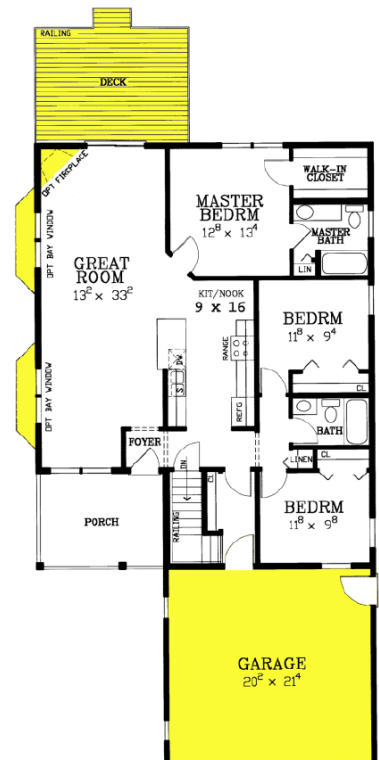 RAILING
DECK
OPT FIREPLACE
WALK-IN
CLOSET
MASTER
BEDRM
12⁸ × 13⁴
MASTER
BATH
LIN
OPT BAY WINDOW
GREAT
ROOM
13² × 33²
KIT/NOOK
9 x 16
BEDRM
11⁸ × 9⁴
RANGE
DW
S
CL
OPT BAY WINDOW
REFG
BATH
FOYER
DN.
LINEN
CL
CL
BEDRM
11⁸ × 9⁸
PORCH
RAILING
GARAGE
20² × 21⁴